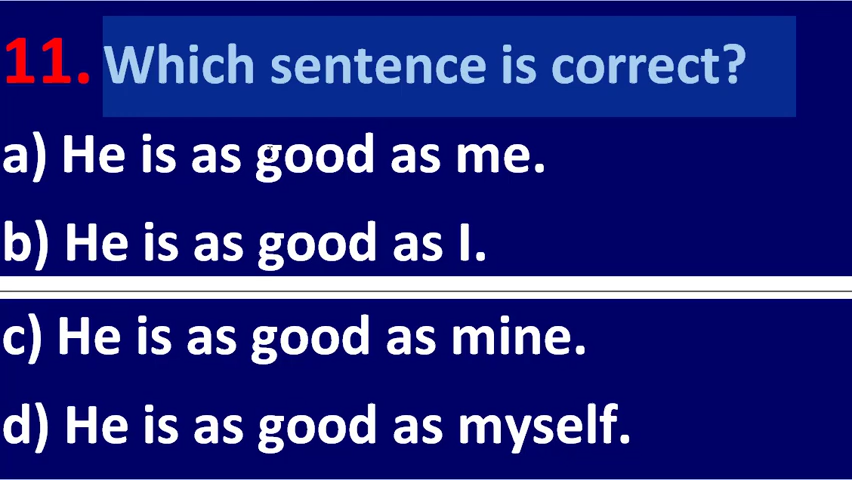 11. Which sentence is correct?
a) He is as good as me.
b) He is as good as I.
c) He is as good as mine.
d) He is as good as myself.